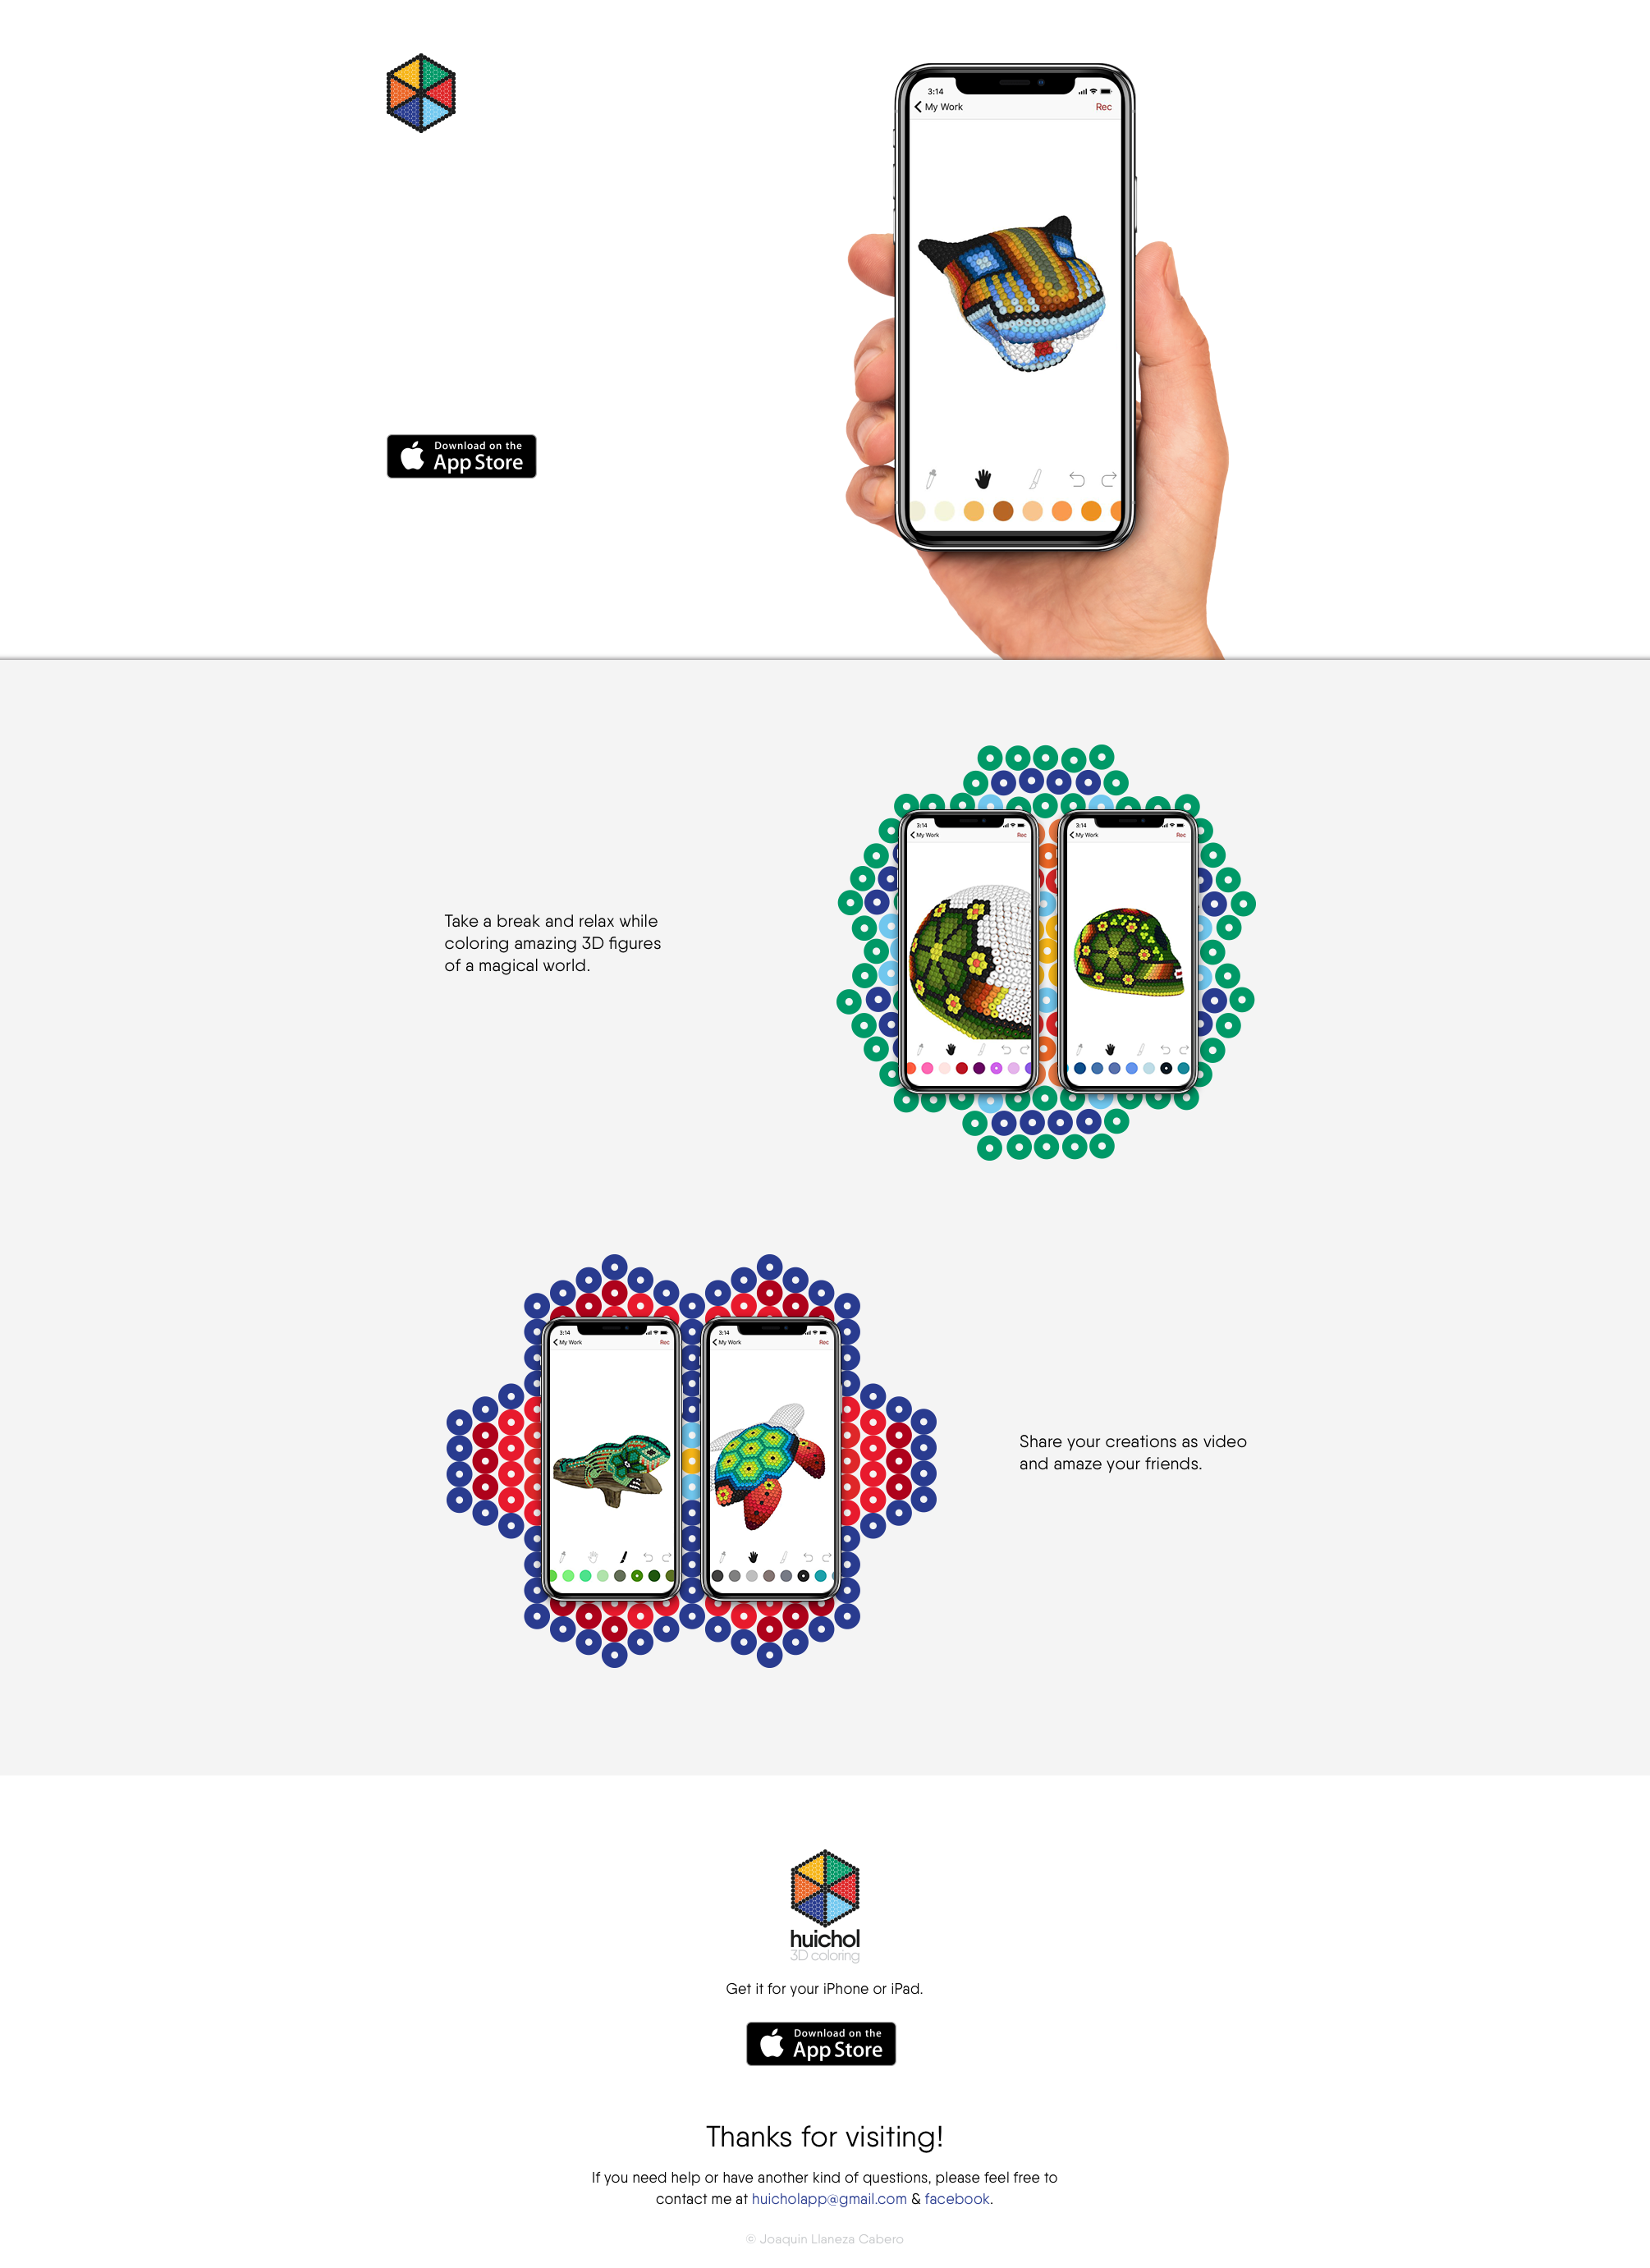 3:14
My Work
Rec
Download on the
App Store
3:14
My Work
Rec
3:14
My Work
Rec
Take a break and relax while
coloring amazing 3D figures
of a magical world.
3:14
My Work
Rec
3:14
My Work
Rec
Share your creations as video
and amaze your friends.
huichol
3D coloring
Get it for your iPhone or iPad.
Download on the
App Store
Thanks for visiting!
If you need help or have another kind of questions, please feel free to
contact me at huicholapp@gmail.com & facebook.
© Joaquin Llaneza Cabero